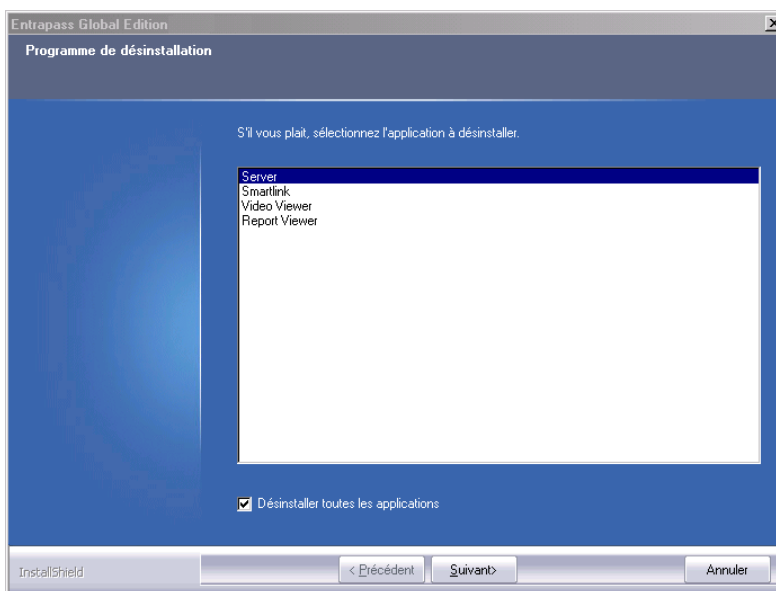 Entrapass Global Edition
Programme de désinstallation
S'il vous plait, sélectionnez l'application à désinstaller.
Server
Smartlink
Video Viewer
Report Viewer
Désinstaller toutes les applications
InstallShield
< Précédent
Suivant>
Annuler